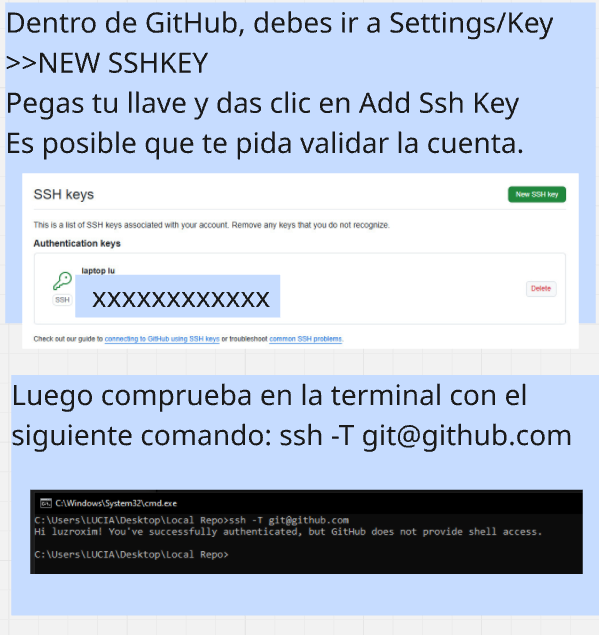 Dentro de GitHub, debes ir a Settings/Key
>>NEW SSHKEY
Pegas tu llave y das clic en Add Ssh Key
Es posible que te pida validar la cuenta.
SSH keys
New SSH key
This is a list of SSH keys associated with your account. Remove any keys that you do not recognize.
Authentication keys
laptop lu
SSH
XXXXXXXXXXXX
Delete
Check out our guide to connecting to GitHub using SSH keys or troubleshoot common SSH problems.
Luego comprueba en la terminal con el
siguiente comando: ssh -T git@github.com
C:\Windows\System32\cmd.exe
C:\Users\LUCIA\Desktop\Local Repo>ssh -T git@github.com
Hi luzroxim! You've successfully authenticated, but GitHub does not provide shell access.
C:\Users\LUCIA\Desktop\Local Repo>